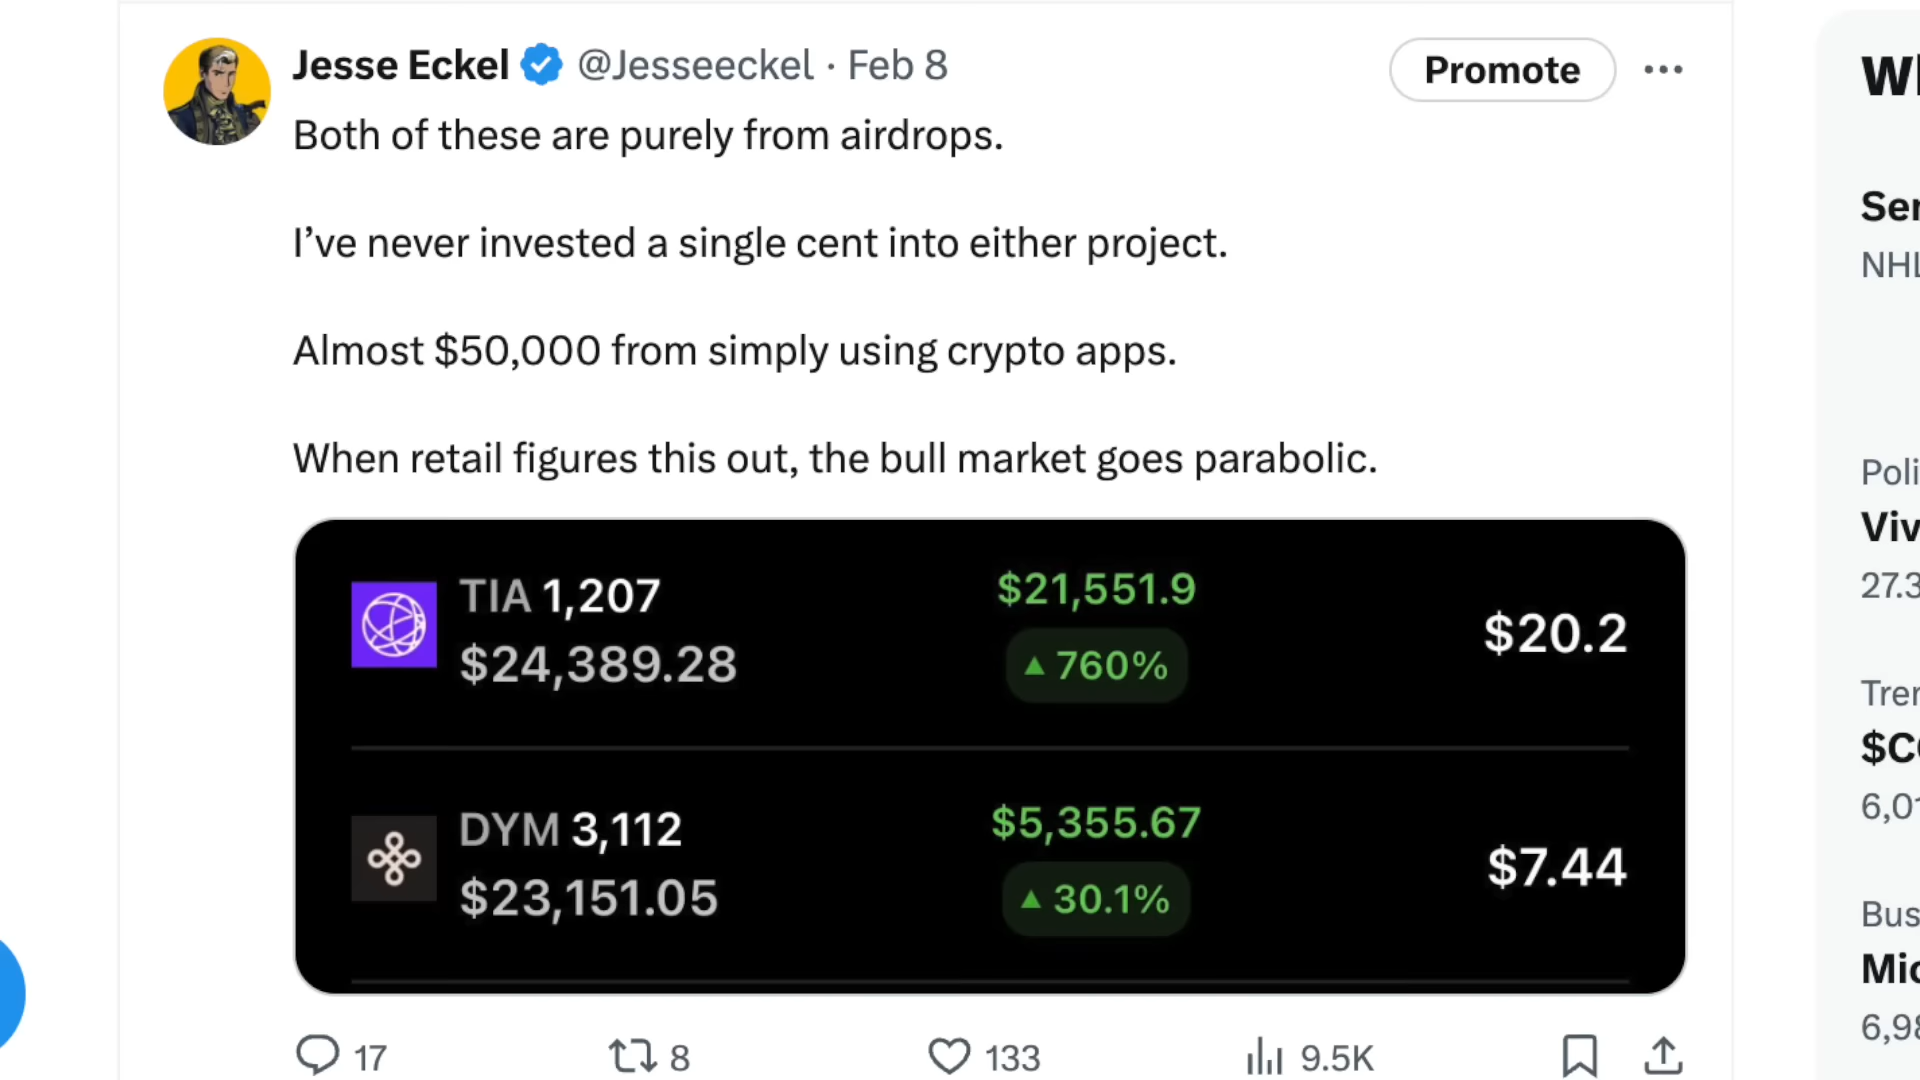 Jesse Eckel @Jesseeckel · Feb 8
Promote
Both of these are purely from airdrops.
I've never invested a single cent into either project.
Almost $50,000 from simply using crypto apps.
When retail figures this out, the bull market goes parabolic.
TIA 1,207
$24,389.28
$21,551.9
▲ 760%
$20.2
DYM 3,112
$23,151.05
$5,355.67
▲ 30.1%
$7.44
17
8
133
9.5K